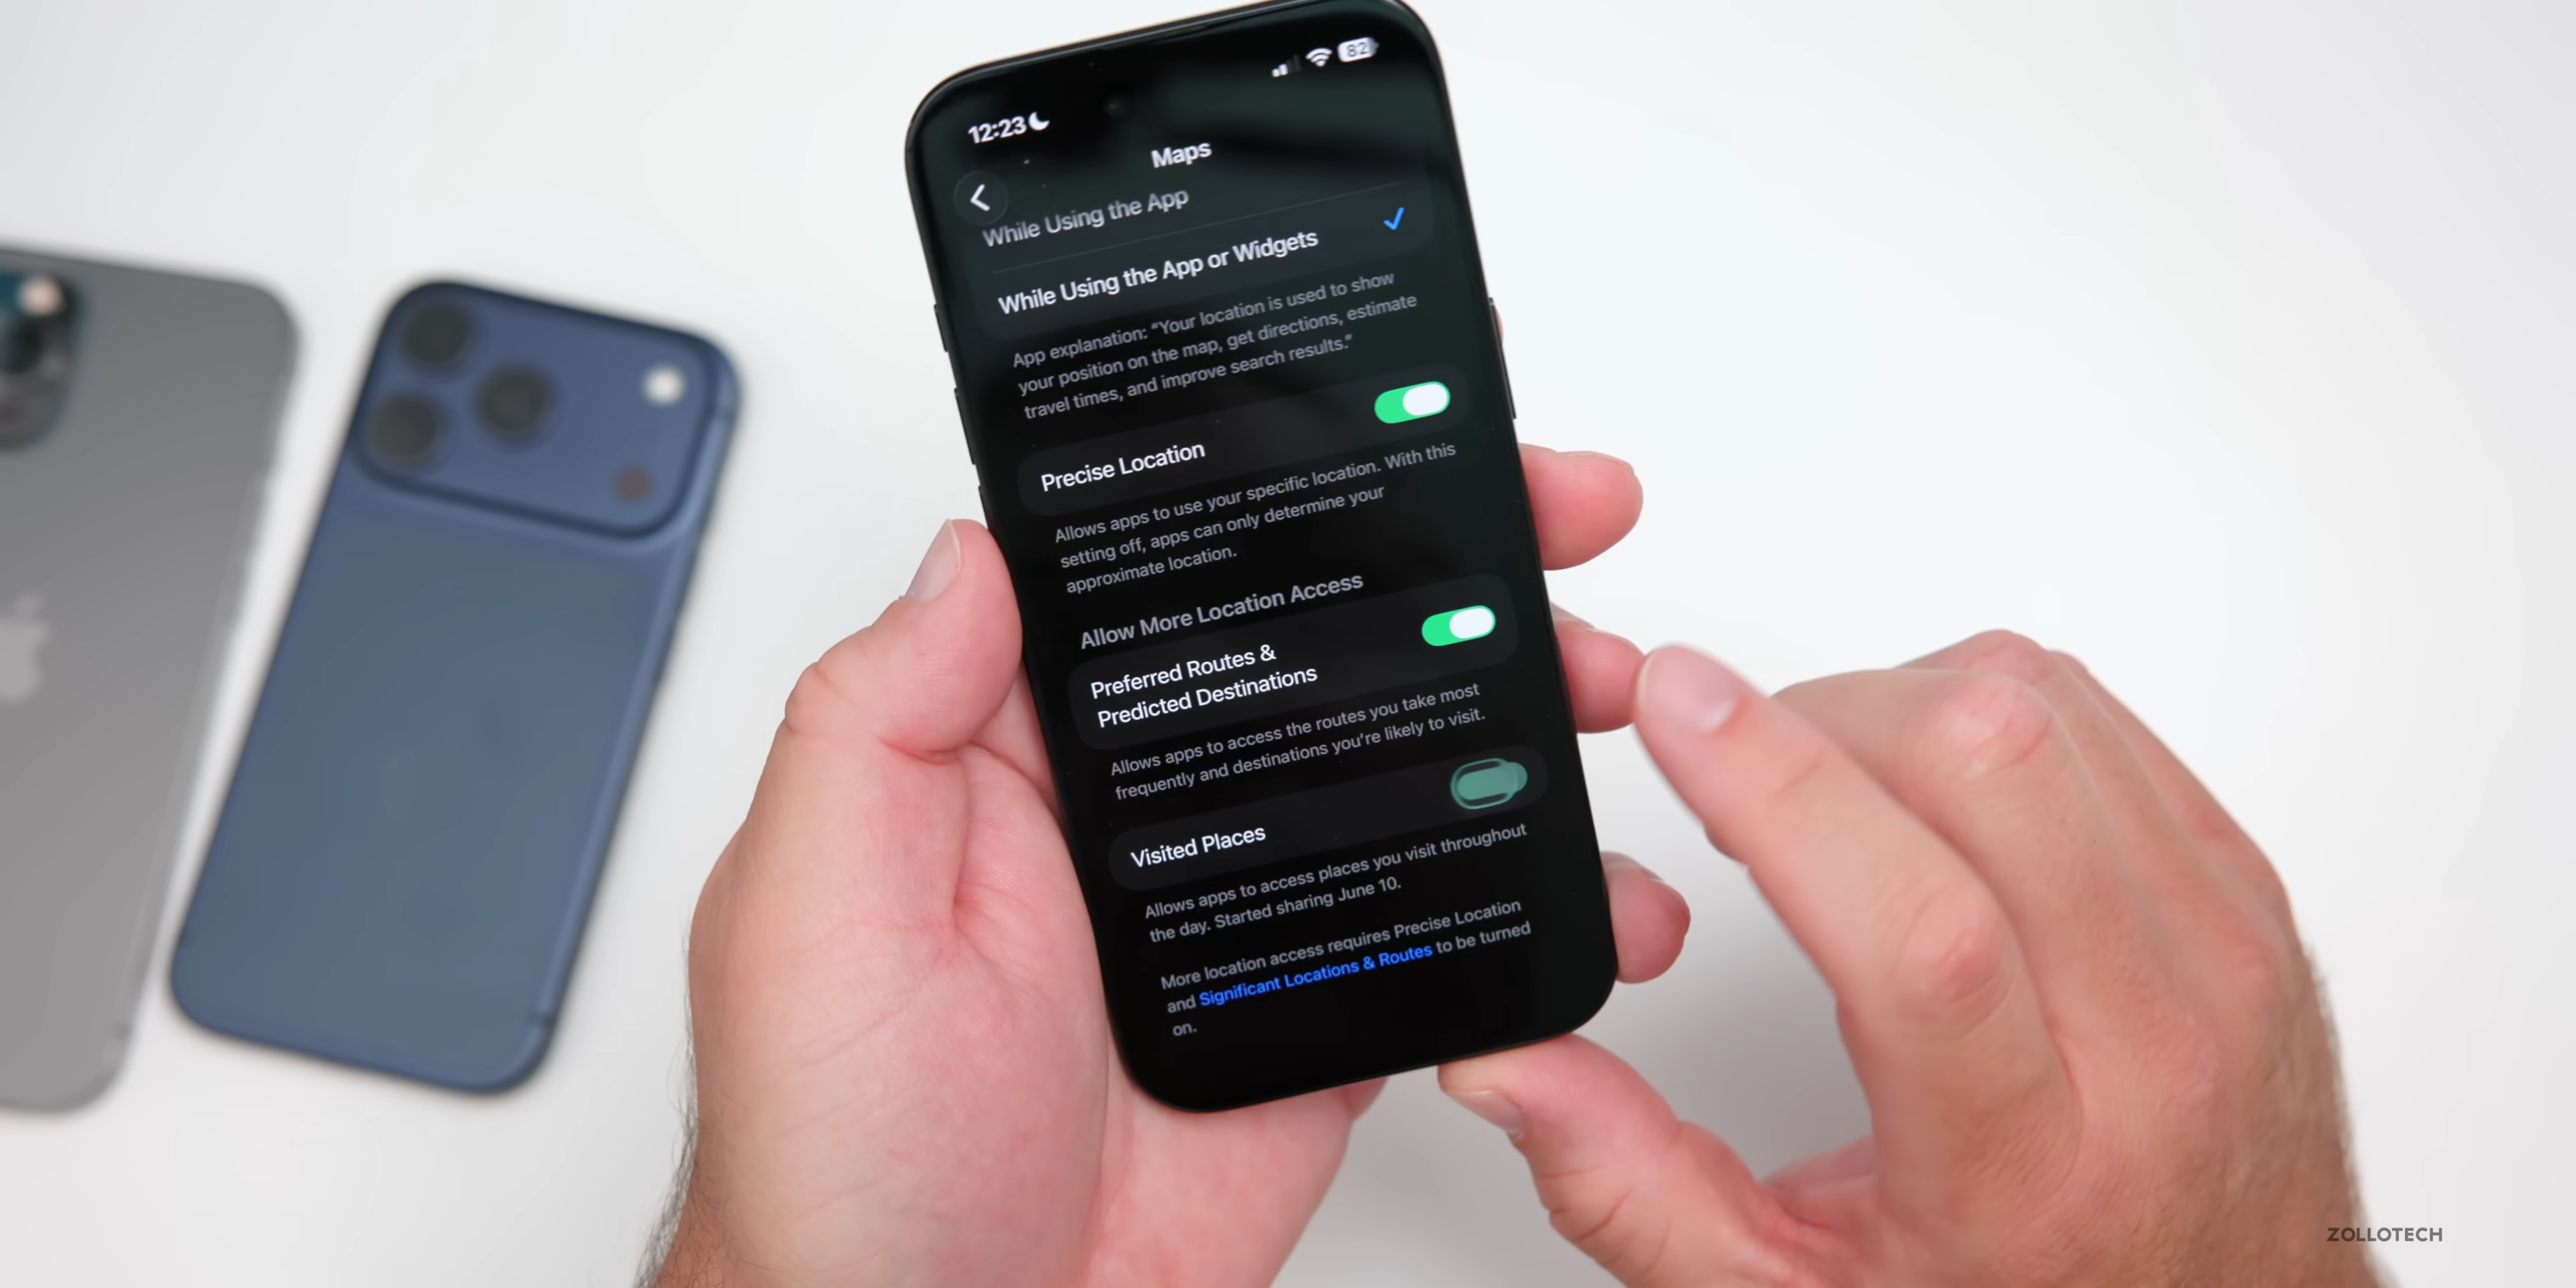 12:23
82
Maps
While Using the App
While Using the App or Widgets
App explanation: “Your location is used to show
your position on the map, get directions, estimate
travel times, and improve search results.”
Precise Location
Allows apps to use your specific location. With this
setting off, apps can only determine your
approximate location.
Allow More Location Access
Preferred Routes &
Predicted Destinations
Allows apps to access the routes you take most
frequently and destinations you’re likely to visit.
Visited Places
Allows apps to access places you visit throughout
the day. Started sharing June 10.
More location access requires Precise Location
and Significant Locations & Routes to be turned
on.
ZOLLOTECH